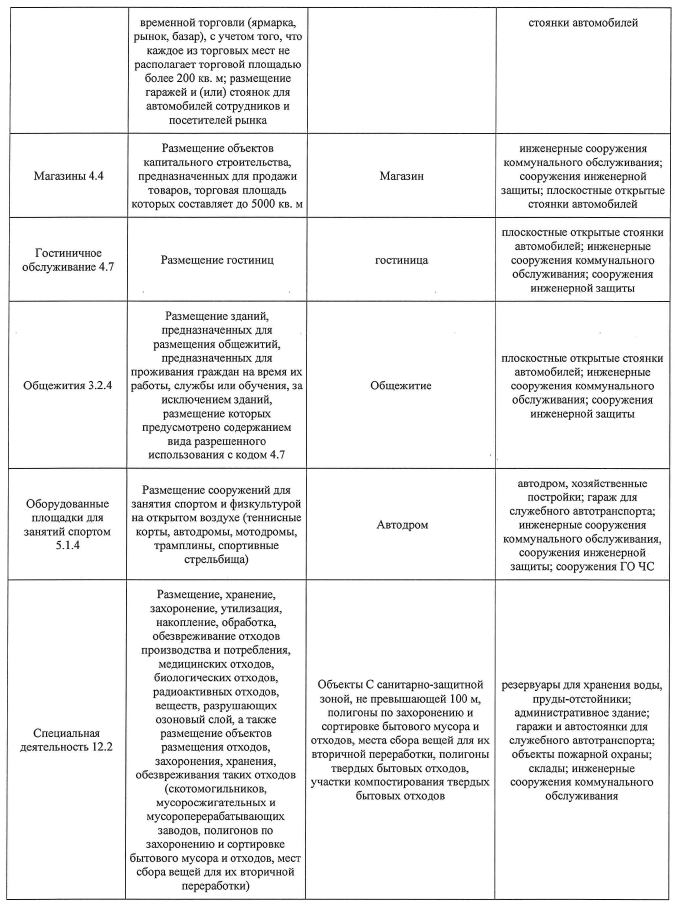 временной торговли (ярмарка,
рынок, базар), с учетом того, что
каждое из торговых мест не
располагает торговой площадью
более 200 кв. м; размещение
гаражей и (или) стоянок для
автомобилей сотрудников и
посетителей рынка
стоянки автомобилей
Магазины 4.4
Размещение объектов
капитального строительства,
предназначенных для продажи
товаров, торговая площадь
которых составляет до 5000 кв. м
Магазин
инженерные сооружения
коммунального обслуживания;
сооружения инженерной
защиты; плоскостные открытые
стоянки автомобилей
Гостиничное
обслуживание 4.7
Размещение гостиниц
гостиница
плоскостные открытые стоянки
автомобилей; инженерные
сооружения коммунального
обслуживания; сооружения
инженерной защиты
Общежития 3.2.4
Размещение зданий,
предназначенных для
размещения общежитий,
предназначенных для
проживания граждан на время их
работы, службы или обучения, за
исключением зданий,
размещение которых
предусмотрено содержанием
вида разрешенного
использования с кодом 4.7
Общежитие
плоскостные открытые стоянки
автомобилей; инженерные
сооружения коммунального
обслуживания; сооружения
инженерной защиты
Оборудованные
площадки для
занятий спортом
5.1.4
Размещение сооружений для
занятия спортом и физкультурой
на открытом воздухе (теннисные
корты, автодромы, мотодромы,
трамплины, спортивные
стрельбища)
Автодром
автодром, хозяйственные
постройки; гараж для
служебного автотранспорта;
инженерные сооружения
коммунального обслуживания,
сооружения инженерной
защиты; сооружения ГО ЧС
Специальная
деятельность 12.2
Размещение, хранение,
захоронение, утилизация,
накопление, обработка,
обезвреживание отходов
производства и потребления,
медицинских отходов,
биологических отходов,
радиоактивных отходов,
веществ, разрушающих
озоновый слой, а также
размещение объектов
размещения отходов,
захоронения, хранения,
обезвреживания таких отходов
(скотомогильников,
мусоросжигательных и
мусороперерабатывающих
заводов, полигонов по
захоронению и сортировке
бытового мусора и отходов, мест
сбора вещей для их вторичной
переработки)
Объекты С санитарно-защитной
зоной, не превышающей 100 м,
полигоны по захоронению и
сортировке бытового мусора и
отходов, места сбора вещей для их
вторичной переработки, полигоны
твердых бытовых отходов,
участки компостирования твердых
бытовых отходов
резервуары для хранения воды,
пруды-отстойники;
административное здание;
гаражи и автостоянки для
служебного автотранспорта;
объекты пожарной охраны;
склады; инженерные
сооружения коммунального
обслуживания